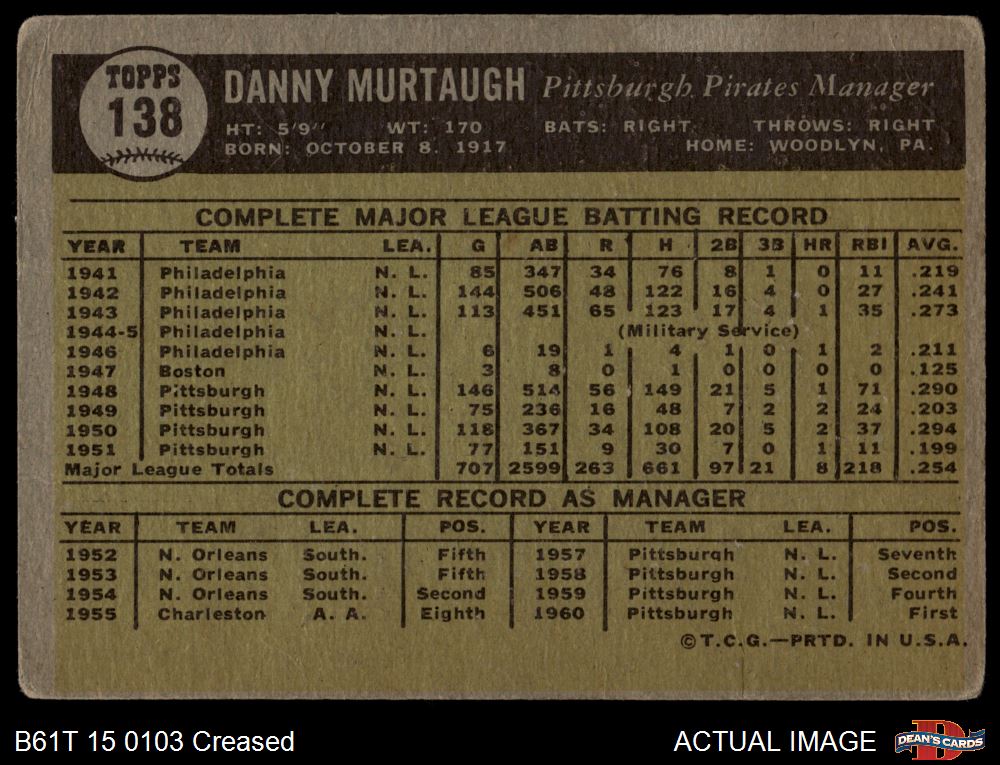 TOPPS
138
DANNY MURTAUGH Pittsburgh Pirates Manager
HT: 5'9" WT: 170 BATS: RIGHT THROWS: RIGHT
BORN: OCTOBER 8, 1917 HOME: WOODLYN, PA.
COMPLETE MAJOR LEAGUE BATTING RECORD
YEAR TEAM LEA. G AB R H 2B 3B HR RBI AVG.
1941 Philadelphia N. L. 85 347 34 76 8 1 0 11 .219
1942 Philadelphia N. L. 144 506 48 122 16 4 0 27 .241
1943 Philadelphia N. L. 113 451 65 123 17 4 1 35 .273
1944-5 Philadelphia N. L. (Military Service)
1946 Philadelphia N. L. 6 19 1 4 1 0 1 2 .211
1947 Boston N. L. 3 8 0 1 0 0 0 0 .125
1948 Pittsburgh N. L. 146 514 56 149 21 5 1 71 .290
1949 Pittsburgh N. L. 75 236 16 48 7 2 2 24 .203
1950 Pittsburgh N. L. 118 367 34 108 20 5 2 37 .294
1951 Pittsburgh N. L. 77 151 9 30 7 0 1 11 .199
Major League Totals 707 2599 263 661 97 21 8 218 .254
COMPLETE RECORD AS MANAGER
YEAR TEAM LEA. POS. YEAR TEAM LEA. POS.
1952 N. Orleans South. Fifth 1957 Pittsburgh N. L. Seventh
1953 N. Orleans South. Fifth 1958 Pittsburgh N. L. Second
1954 N. Orleans South. Second 1959 Pittsburgh N. L. Fourth
1955 Charleston A. A. Eighth 1960 Pittsburgh N. L. First
©T.C.G.—PRTD. IN U.S.A.
B61T 15 0103 Creased ACTUAL IMAGE DEAN'S CARDS